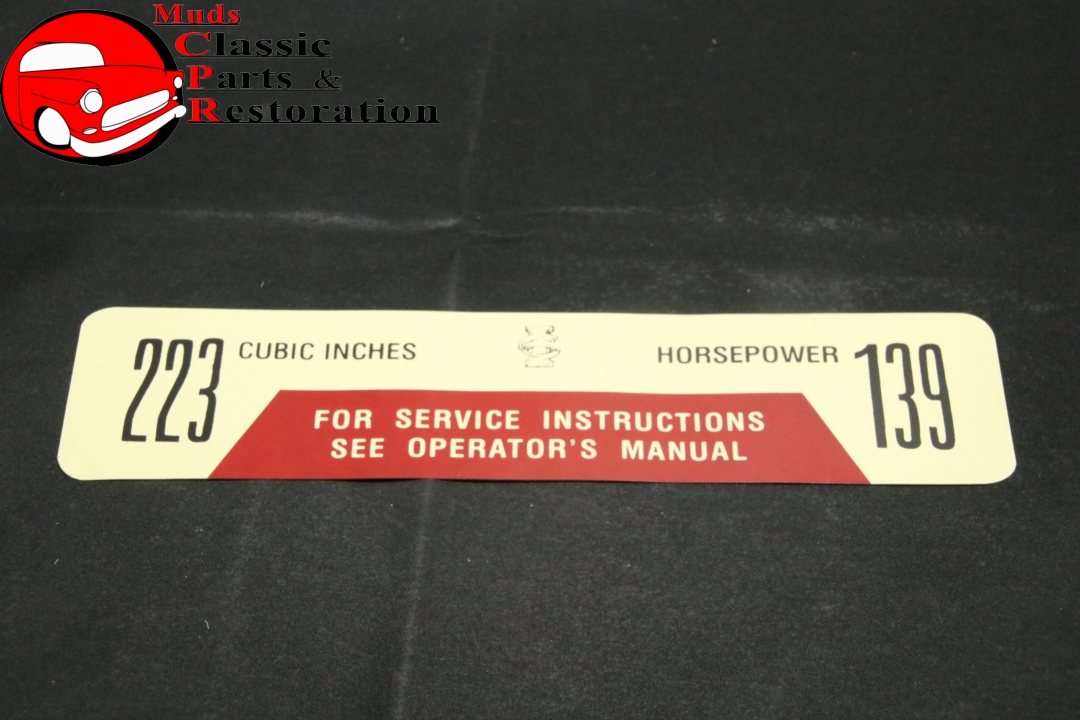 Muds
Classic
Parts &
Restoration
223 CUBIC INCHES HORSEPOWER 139
FOR SERVICE INSTRUCTIONS
SEE OPERATOR'S MANUAL